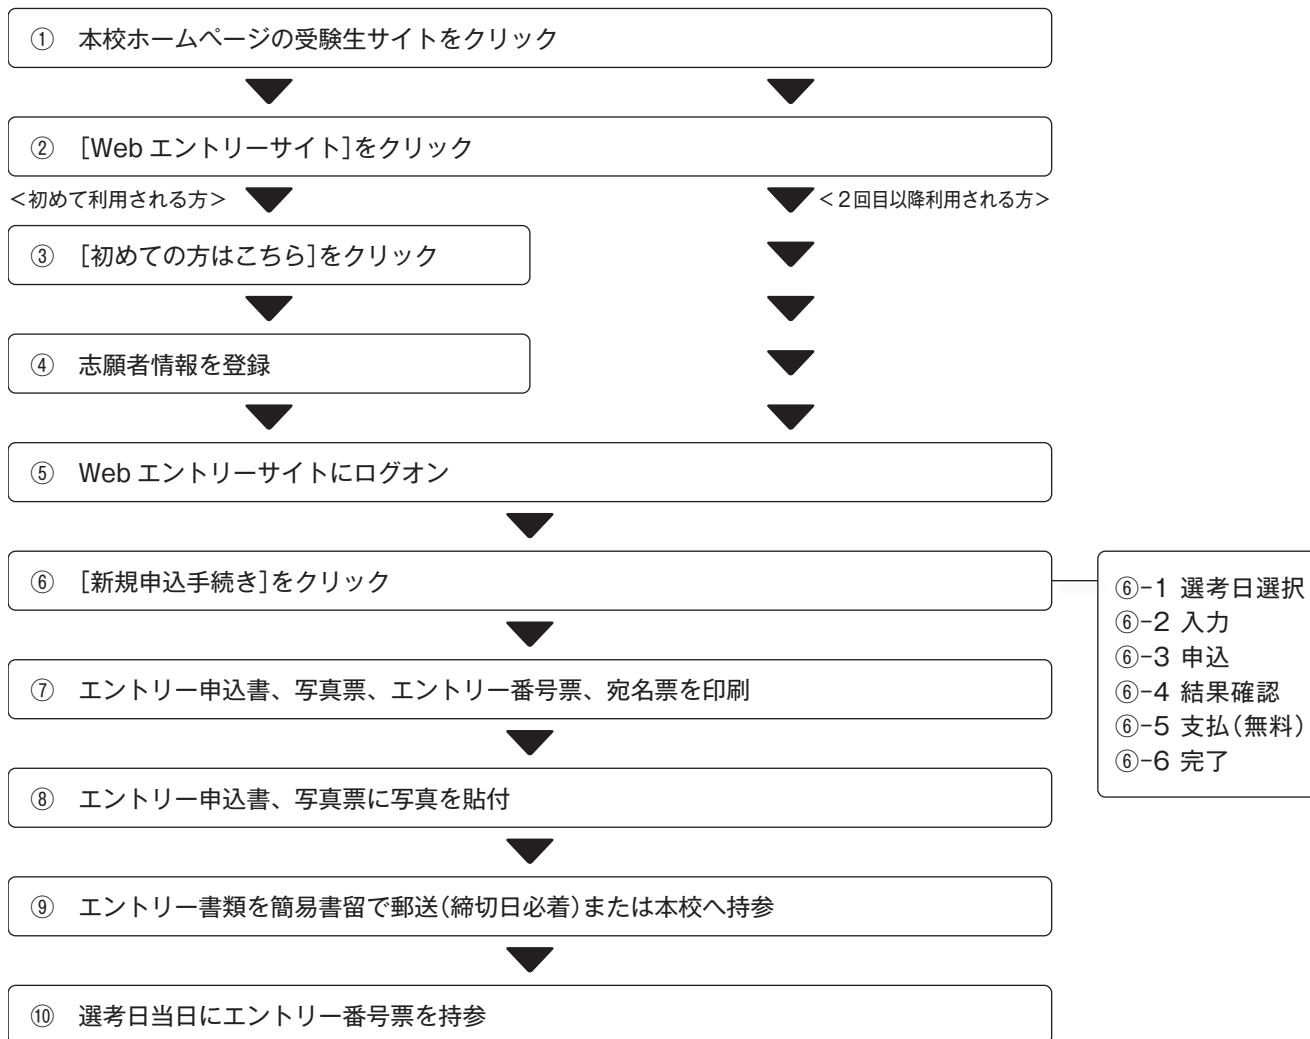 ① 本校ホームページの受験生サイトをクリック
② ［Web エントリーサイト］をクリック
＜初めて利用される方＞
＜２回目以降利用される方＞
③ ［初めての方はこちら］をクリック
④ 志願者情報を登録
⑤ Web エントリーサイトにログオン
⑥ ［新規申込手続き］をクリック
⑥-1 選考日選択
⑥-2 入力
⑥-3 申込
⑥-4 結果確認
⑥-5 支払（無料）
⑥-6 完了
⑦ エントリー申込書、写真票、エントリー番号票、宛名票を印刷
⑧ エントリー申込書、写真票に写真を貼付
⑨ エントリー書類を簡易書留で郵送（締切日必着）または本校へ持参
⑩ 選考日当日にエントリー番号票を持参